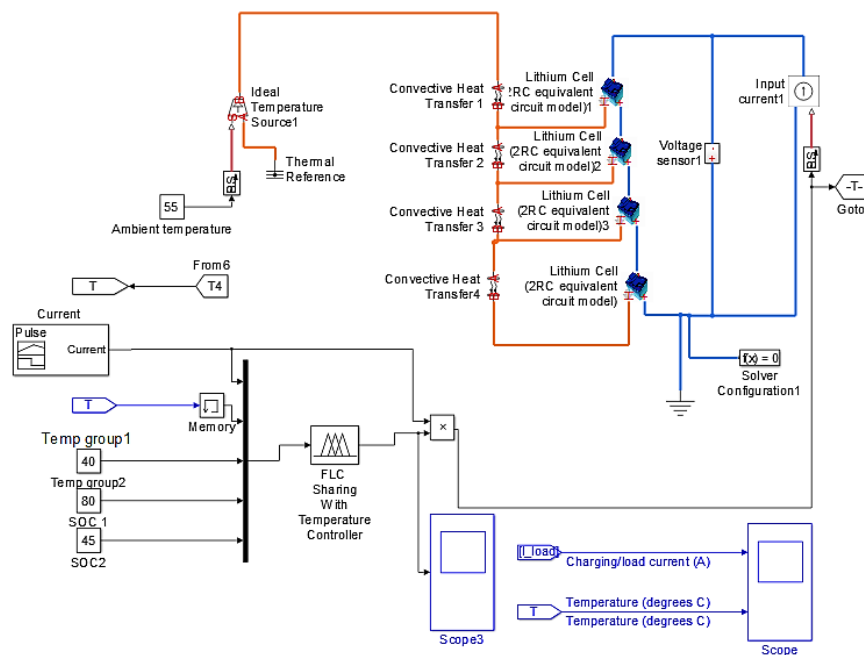 Ideal
Temperature
Source1
Convective Heat
Transfer 1
Lithium Cell
2RC equivalent
circuit model)1
Input
current1
Convective Heat
Transfer 2
Lithium Cell
(2RC equivalent
circuit model)2
Voltage
sensor1
B.S
Thermal
Reference
B.S
55
Ambient temperature
Convective Heat
Transfer 3
Lithium Cell
(2RC equivalent
circuit model)3
-T-
Goto
From6
T
T4
Convective Heat
Transfer4
Lithium Cell
(2RC equivalent
circuit model)
Current
Pulse
Current
f(x) = 0
Solver
Configuration1
T
Memory
×
Temp group1
40
Temp group2
80
SOC 1
45
SOC2
FLC
Sharing
With
Temperature
Controller
Scope3
[I_load]
Charging/load current (A)
T
Temperature (degrees C)
Temperature (degrees C)
Scope